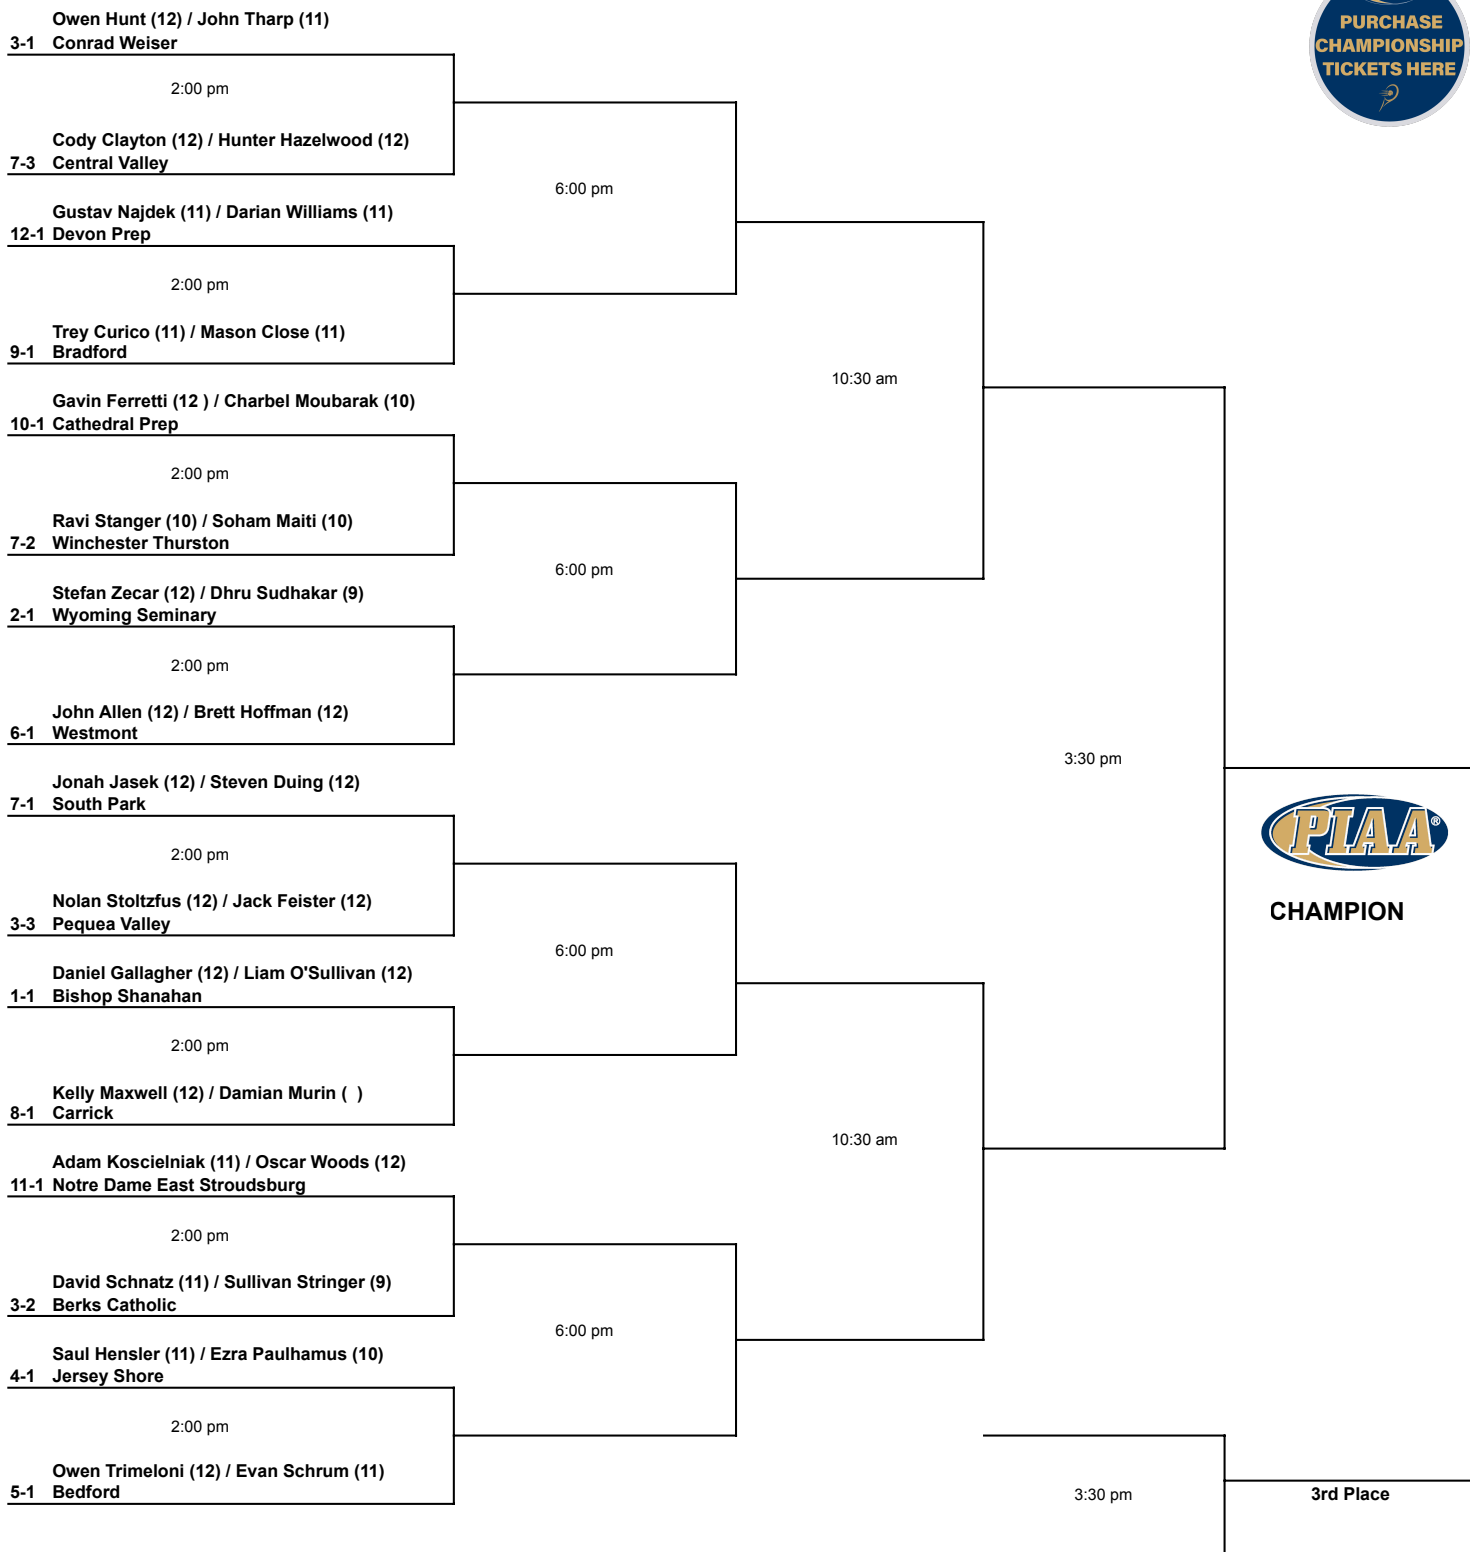 PURCHASE
CHAMPIONSHIP
TICKETS HERE
Owen Hunt (12) / John Tharp (11)
3-1 Conrad Weiser
2:00 pm
Cody Clayton (12) / Hunter Hazelwood (12)
7-3 Central Valley
6:00 pm
Gustav Najdek (11) / Darian Williams (11)
12-1 Devon Prep
2:00 pm
Trey Curico (11) / Mason Close (11)
9-1 Bradford
10:30 am
Gavin Ferretti (12 ) / Charbel Moubarak (10)
10-1 Cathedral Prep
2:00 pm
Ravi Stanger (10) / Soham Maiti (10)
7-2 Winchester Thurston
6:00 pm
Stefan Zecar (12) / Dhru Sudhakar (9)
2-1 Wyoming Seminary
2:00 pm
John Allen (12) / Brett Hoffman (12)
6-1 Westmont
3:30 pm
Jonah Jasek (12) / Steven Duing (12)
7-1 South Park
PIAA®
2:00 pm
Nolan Stoltzfus (12) / Jack Feister (12)
3-3 Pequea Valley
CHAMPION
6:00 pm
Daniel Gallagher (12) / Liam O'Sullivan (12)
1-1 Bishop Shanahan
2:00 pm
Kelly Maxwell (12) / Damian Murin ( )
8-1 Carrick
10:30 am
Adam Koscielniak (11) / Oscar Woods (12)
11-1 Notre Dame East Stroudsburg
2:00 pm
David Schnatz (11) / Sullivan Stringer (9)
3-2 Berks Catholic
6:00 pm
Saul Hensler (11) / Ezra Paulhamus (10)
4-1 Jersey Shore
2:00 pm
Owen Trimeloni (12) / Evan Schrum (11)
5-1 Bedford
3:30 pm
3rd Place